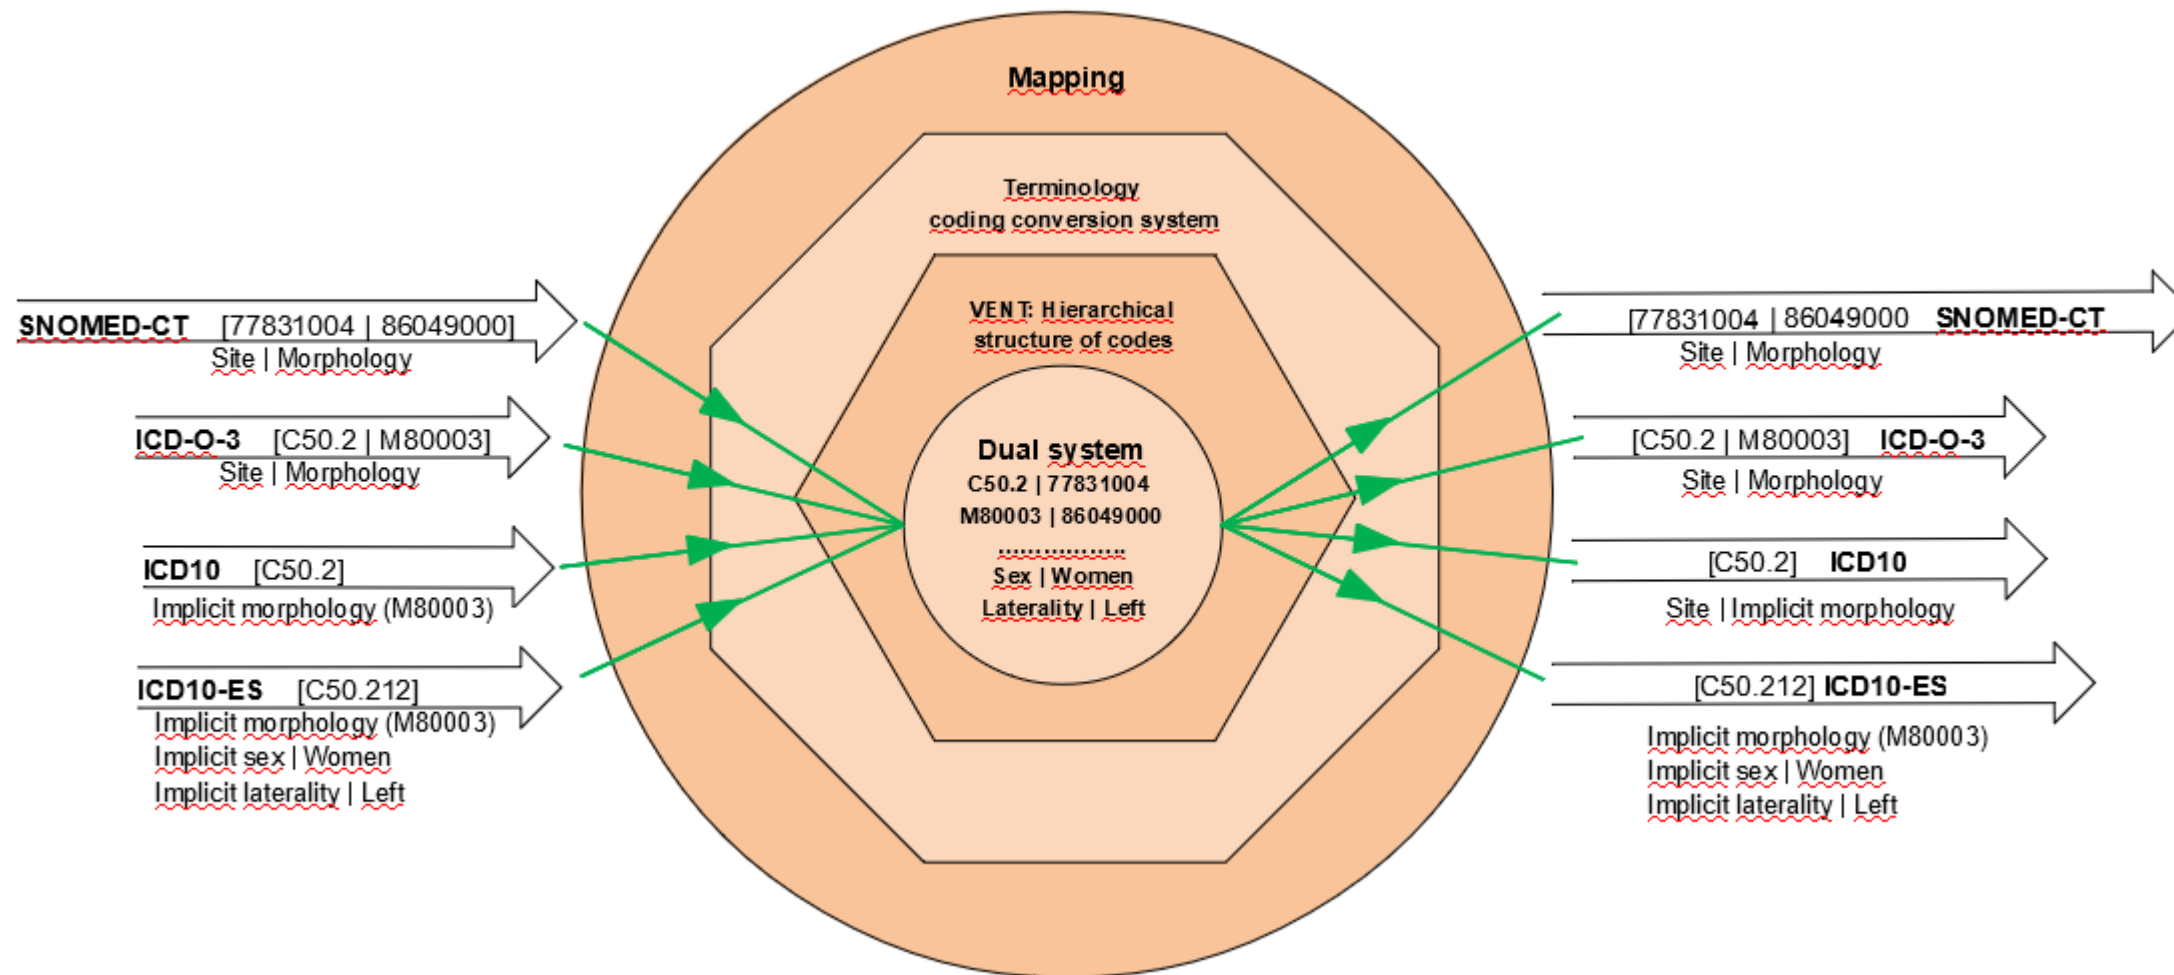 Mapping
Terminology
coding conversion system
VENT: Hierarchical
structure of codes
Dual system
C50.2 | 77831004
M80003 | 86049000
..................
Sex | Women
Laterality | Left
SNOMED-CT [77831004 | 86049000]
Site | Morphology
ICD-O-3 [C50.2 | M80003]
Site | Morphology
ICD10 [C50.2]
Implicit morphology (M80003)
ICD10-ES [C50.212]
Implicit morphology (M80003)
Implicit sex | Women
Implicit laterality | Left
[77831004 | 86049000 SNOMED-CT
Site | Morphology
[C50.2 | M80003] ICD-O-3
Site | Morphology
[C50.2] ICD10
Site | Implicit morphology
[C50.212] ICD10-ES
Implicit morphology (M80003)
Implicit sex | Women
Implicit laterality | Left